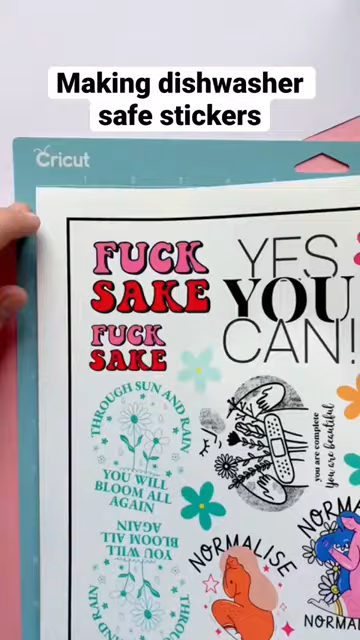 Making dishwasher
safe stickers
Cricut
FUCK
SAKE
FUCK
SAKE
YES
YOU
CAN!
THROUGH SUN AND RAIN
YOU WILL
BLOOM ALL
AGAIN
you are complete
You are beautiful
YOU WILL
BLOOM ALL
AGAIN
NORMALISE
NORMA
NORMAL